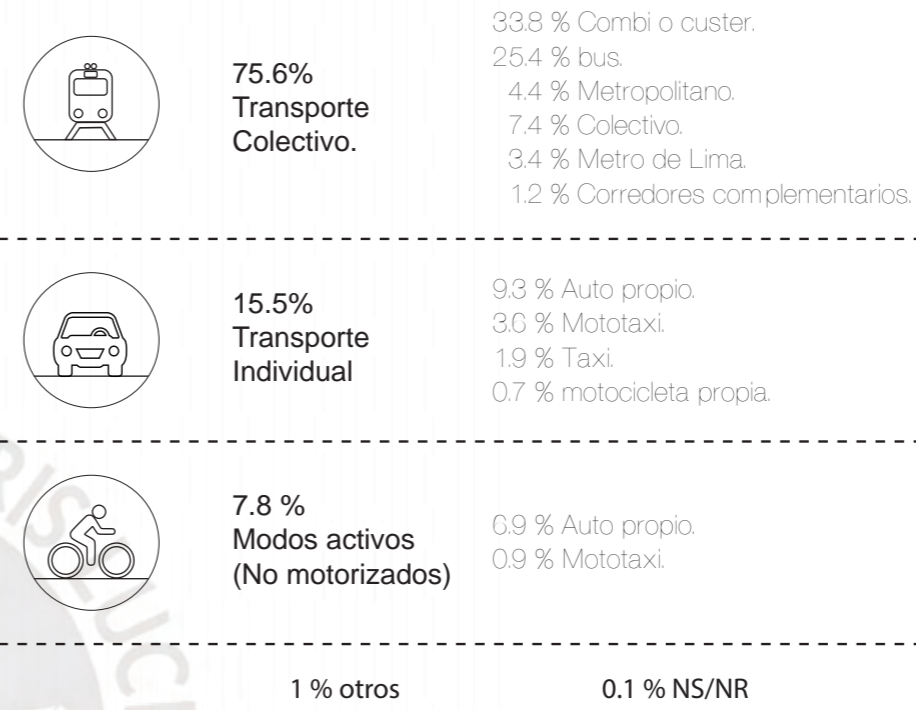 75.6%
Transporte
Colectivo.
33.8 % Combi o custer.
25.4 % bus.
4.4 % Metropolitano.
7.4 % Colectivo.
3.4 % Metro de Lima.
1.2 % Corredores complementarios.
15.5%
Transporte
Individual
9.3 % Auto propio.
3.6 % Mototaxi.
1.9 % Taxi.
0.7 % motocicleta propia.
7.8 %
Modos activos
(No motorizados)
6.9 % Auto propio.
0.9 % Mototaxi.
1 % otros
0.1 % NS/NR